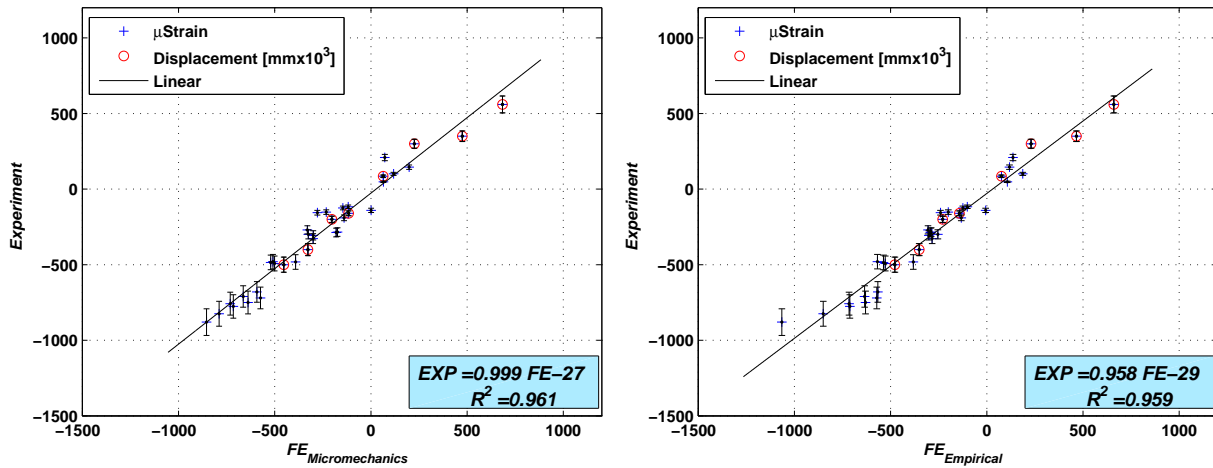 1000
500
0
−500
−1000
−1500
Experiment
µStrain
Displacement [mmx10³]
Linear
EXP =0.999 FE−27
R² =0.961
−1500 −1000 −500 0 500 1000
FE_Micromechanics
1000
500
0
−500
−1000
−1500
Experiment
µStrain
Displacement [mmx10³]
Linear
EXP =0.958 FE−29
R² =0.959
−1500 −1000 −500 0 500 1000
FE_Empirical